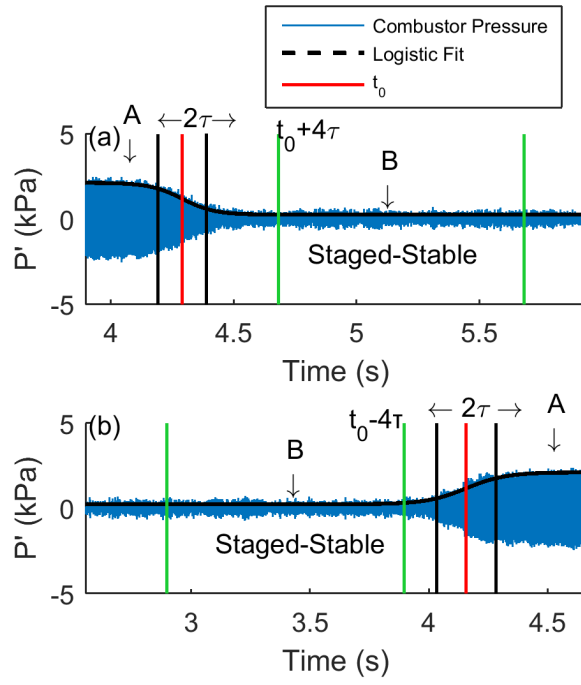 Combustor Pressure
Logistic Fit
t₀
A
←2τ→
(a)
t₀+4τ
B
↓
↓
5
0
-5
P' (kPa)
Staged-Stable
4
4.5
5
5.5
Time (s)
A
(b)
t₀-4τ
← 2τ →
B
↓
↓
5
0
-5
P' (kPa)
Staged-Stable
3
3.5
4
4.5
Time (s)